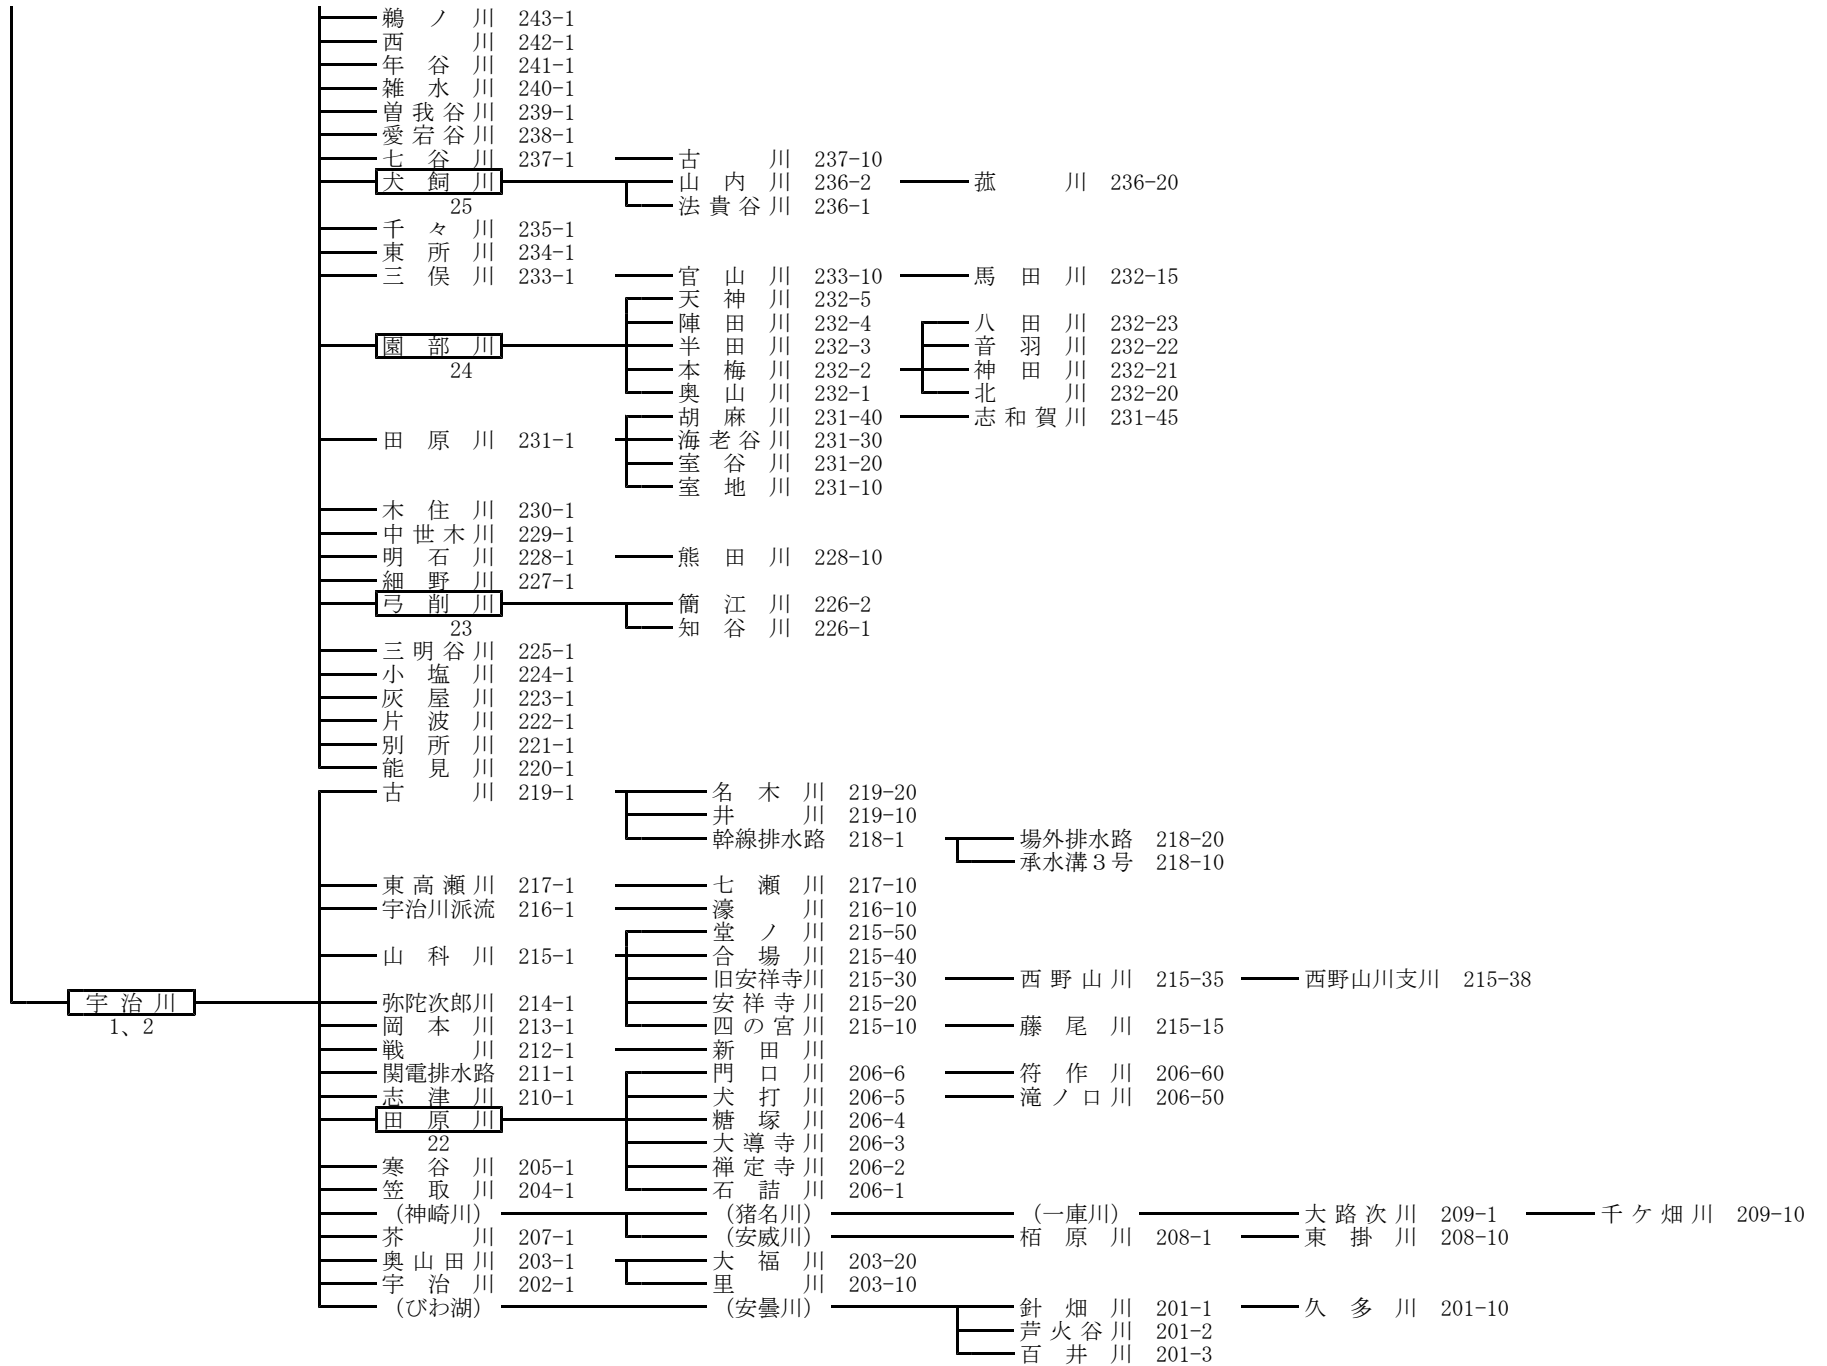 鵜ノ川 243-1
西川 242-1
年谷川 241-1
雑水川 240-1
曽我谷川 239-1
愛宕谷川 238-1
七谷川 237-1 古川 237-10
犬飼川 山内川 236-2 菰川 236-20
25 法貴谷川 236-1
千々川 235-1
東所川 234-1
三俣川 233-1 官山川 233-10 馬田川 232-15
天神川 232-5
陣田川 232-4 八田川 232-23
園部川 半田川 232-3 音羽川 232-22
24 本梅川 232-2 神田川 232-21
奥山川 232-1 北川 232-20
胡麻川 231-40 志和賀川 231-45
田原川 231-1 海老谷川 231-30
室谷川 231-20
室地川 231-10
木住川 230-1
中世木川 229-1
明石川 228-1 熊田川 228-10
細野川 227-1
弓削川 簡江川 226-2
23 知谷川 226-1
三明谷川 225-1
小塩川 224-1
灰屋川 223-1
片波川 222-1
別所川 221-1
能見川 220-1
古川 219-1 名木川 219-20
井川 219-10
幹線排水路 218-1 場外排水路 218-20
承水溝３号 218-10
東高瀬川 217-1 七瀬川 217-10
宇治川派流 216-1 濠川 216-10
堂ノ川 215-50
山科川 215-1 合場川 215-40
旧安祥寺川 215-30 西野山川 215-35 西野山川支川 215-38
宇治川 弥陀次郎川 214-1 安祥寺川 215-20
1、2 岡本川 213-1 四の宮川 215-10 藤尾川 215-15
戦川 212-1 新田川
関電排水路 211-1 門口川 206-6 符作川 206-60
志津川 210-1 犬打川 206-5 滝ノ口川 206-50
田原川 糖塚川 206-4
22 大導寺川 206-3
寒谷川 205-1 禅定寺川 206-2
笠取川 204-1 石詰川 206-1
（神崎川） （猪名川） （一庫川） 大路次川 209-1 千ケ畑川 209-10
芥川 207-1 （安威川） 栢原川 208-1 東掛川 208-10
奥山田川 203-1 大福川 203-20
宇治川 202-1 里川 203-10
（びわ湖） （安曇川） 針畑川 201-1 久多川 201-10
芦火谷川 201-2
百井川 201-3